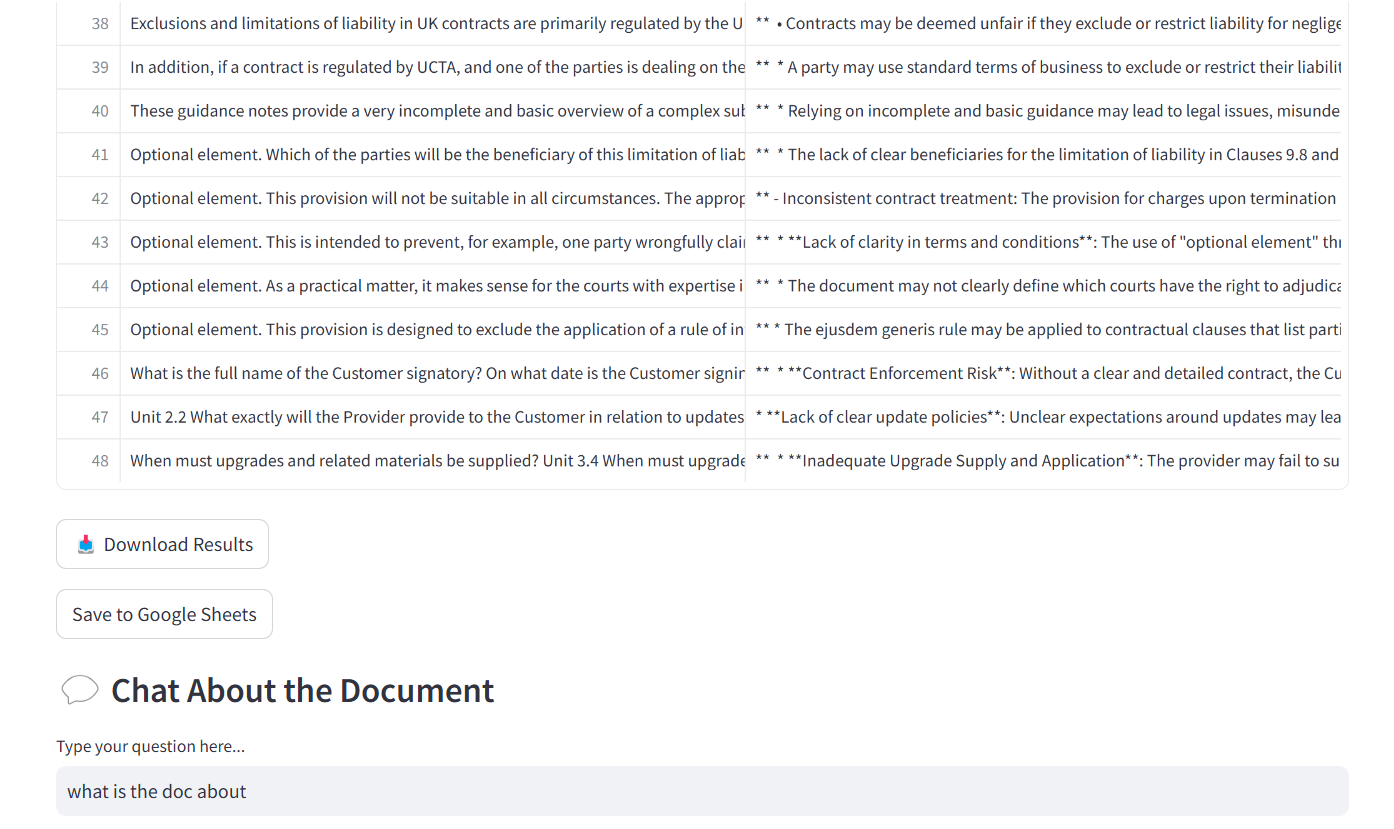 38 Exclusions and limitations of liability in UK contracts are primarily regulated by the U ** • Contracts may be deemed unfair if they exclude or restrict liability for neglige
39 In addition, if a contract is regulated by UCTA, and one of the parties is dealing on the ** * A party may use standard terms of business to exclude or restrict their liabilit
40 These guidance notes provide a very incomplete and basic overview of a complex sub ** * Relying on incomplete and basic guidance may lead to legal issues, misunde
41 Optional element. Which of the parties will be the beneficiary of this limitation of liab ** * The lack of clear beneficiaries for the limitation of liability in Clauses 9.8 and
42 Optional element. This provision will not be suitable in all circumstances. The approp ** - Inconsistent contract treatment: The provision for charges upon termination
43 Optional element. This is intended to prevent, for example, one party wrongfully clai ** * **Lack of clarity in terms and conditions**: The use of "optional element" thr
44 Optional element. As a practical matter, it makes sense for the courts with expertise i ** * The document may not clearly define which courts have the right to adjudica
45 Optional element. This provision is designed to exclude the application of a rule of in ** * The ejusdem generis rule may be applied to contractual clauses that list parti
46 What is the full name of the Customer signatory? On what date is the Customer signin ** * **Contract Enforcement Risk**: Without a clear and detailed contract, the Cu
47 Unit 2.2 What exactly will the Provider provide to the Customer in relation to updates * **Lack of clear update policies**: Unclear expectations around updates may lea
48 When must upgrades and related materials be supplied? Unit 3.4 When must upgrade ** * **Inadequate Upgrade Supply and Application**: The provider may fail to su
Download Results
Save to Google Sheets
Chat About the Document
Type your question here...
what is the doc about